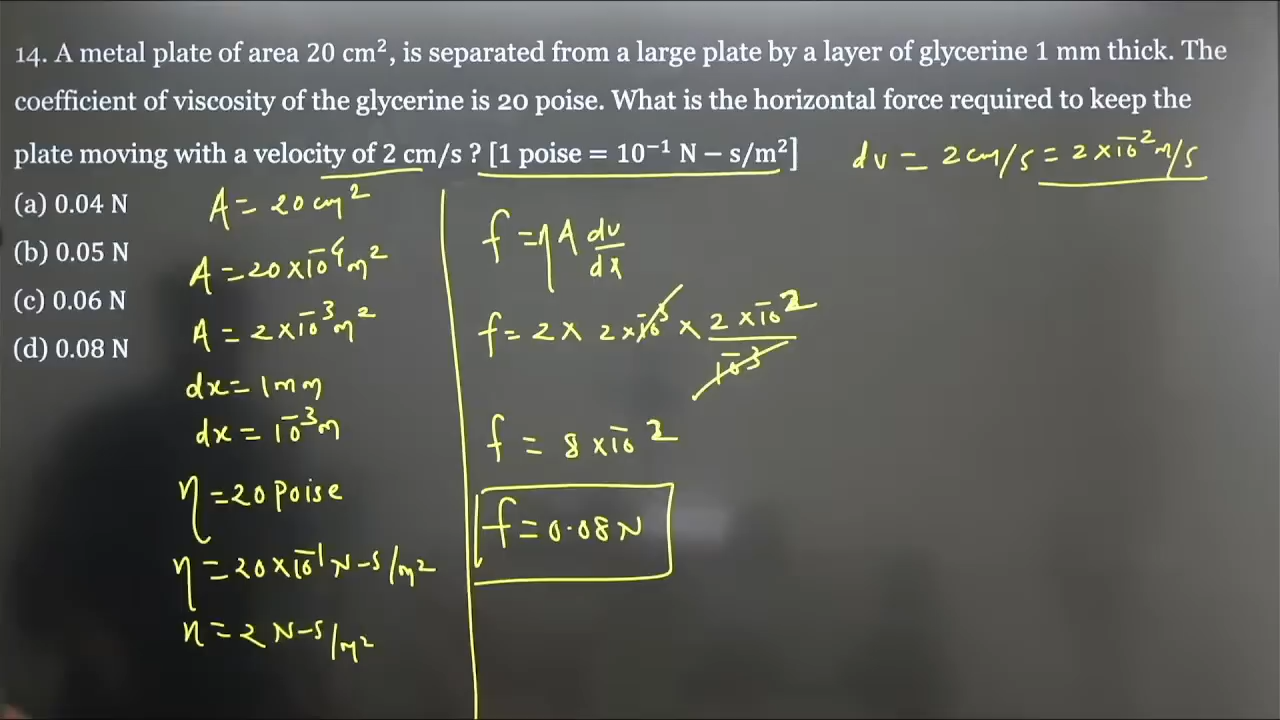 14. A metal plate of area 20 cm², is separated from a large plate by a layer of glycerine 1 mm thick. The
coefficient of viscosity of the glycerine is 20 poise. What is the horizontal force required to keep the
plate moving with a velocity of 2 cm/s ? [1 poise = 10⁻¹ N – s/m²]
dv = 2 cm/s = 2 × 10⁻² m/s
(a) 0.04 N
(b) 0.05 N
(c) 0.06 N
(d) 0.08 N
A = 20 cm²
A = 20 × 10⁻⁴ m²
A = 2 × 10⁻³ m²
dx = 1 mm
dx = 10⁻³ m
η = 20 poise
η = 20 × 10⁻¹ N-s/m²
η = 2 N-s/m²
f = ηA dv/dx
f = 2 × 2 × 10⁻³ × 2 × 10⁻²/10⁻³
f = 8 × 10⁻²
f = 0.08 N